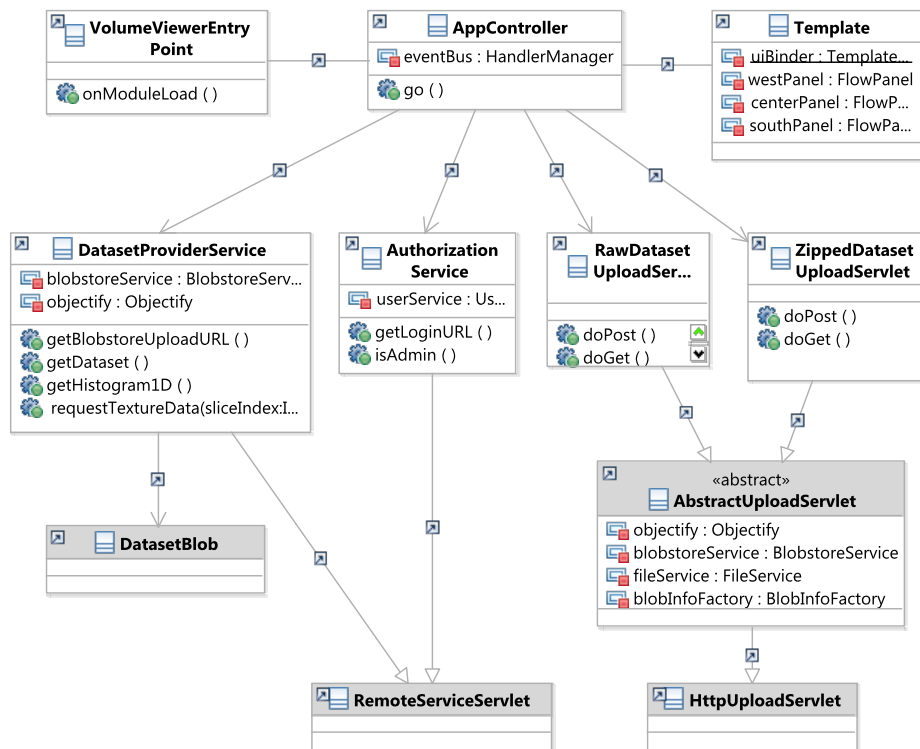 VolumeViewerEntry
Point
onModuleLoad ( )
AppController
eventBus : HandlerManager
go ( )
Template
uiBinder : Template...
westPanel : FlowPanel
centerPanel : FlowP...
southPanel : FlowPa...
DatasetProviderService
blobstoreService : BlobstoreServ...
objectify : Objectify
getBlobstoreUploadURL ( )
getDataset ( )
getHistogram1D ( )
requestTextureData(sliceIndex:I...
Authorization
Service
userService : Us...
getLoginURL ( )
isAdmin ( )
RawDataset
UploadSer...
doPost ( )
doGet ( )
ZippedDataset
UploadServlet
doPost ( )
doGet ( )
«abstract»
AbstractUploadServlet
objectify : Objectify
blobstoreService : BlobstoreService
fileService : FileService
blobInfoFactory : BlobInfoFactory
DatasetBlob
RemoteServiceServlet
HttpUploadServlet